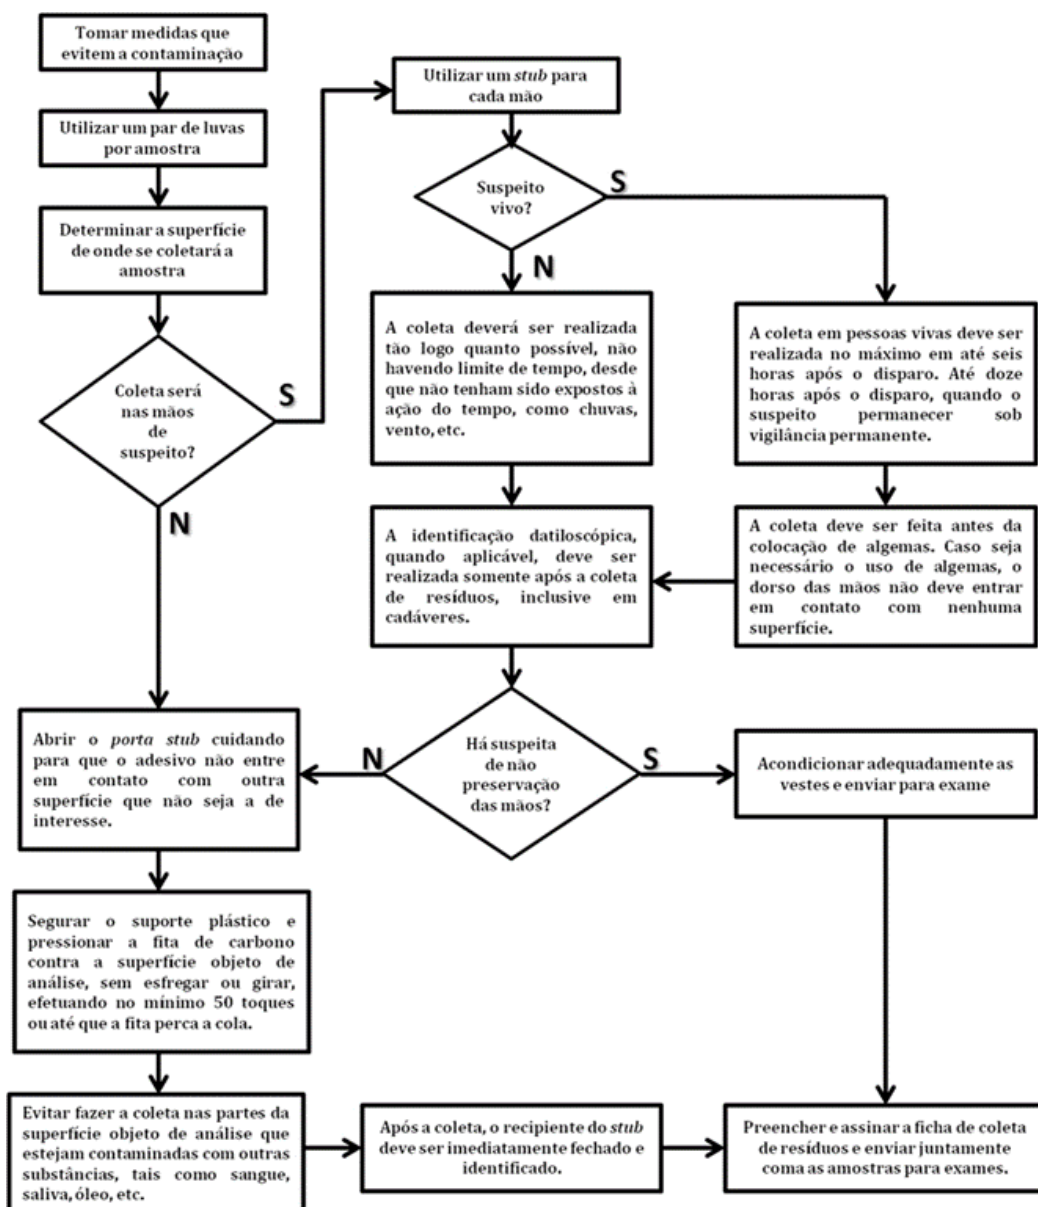 Tomar medidas que
evitem a contaminação
Utilizar um par de luvas
por amostra
Determinar a superfície
de onde se coletará a
amostra
Coleta será
nas mãos
de
suspeito?
S
N
Utilizar um stub para
cada mão
Suspeito
vivo?
S
N
A coleta deverá ser realizada
tão logo quanto possível, não
havendo limite de tempo, desde
que não tenham sido expostos à
ação do tempo, como chuvas,
vento, etc.
A coleta em pessoas vivas deve ser
realizada no máximo em até seis
horas após o disparo. Até doze
horas após o disparo, quando o
suspeito permanecer sob
vigilância permanente.
A identificação datiloscópica,
quando aplicável, deve ser
realizada somente após a coleta
de resíduos, inclusive em
cadáveres.
A coleta deve ser feita antes da
colocação de algemas. Caso seja
necessário o uso de algemas, o
dorso das mãos não deve entrar
em contato com nenhuma
superfície.
Há suspeita
de não
preservação
das mãos?
N
S
Abrir o porta stub cuidando
para que o adesivo não entre
em contato com outra
superfície que não seja a de
interesse.
Acondicionar adequadamente as
vestes e enviar para exame
Segurar o suporte plástico e
pressionar a fita de carbono
contra a superfície objeto de
análise, sem esfregar ou girar,
efetuando no mínimo 50 toques
ou até que a fita perca a cola.
Evitar fazer a coleta nas partes da
superfície objeto de análise que
estejam contaminadas com outras
substâncias, tais como sangue,
saliva, óleo, etc.
Após a coleta, o recipiente do stub
deve ser imediatamente fechado e
identificado.
Preencher e assinar a ficha de coleta
de resíduos e enviar juntamente
coma as amostras para exames.